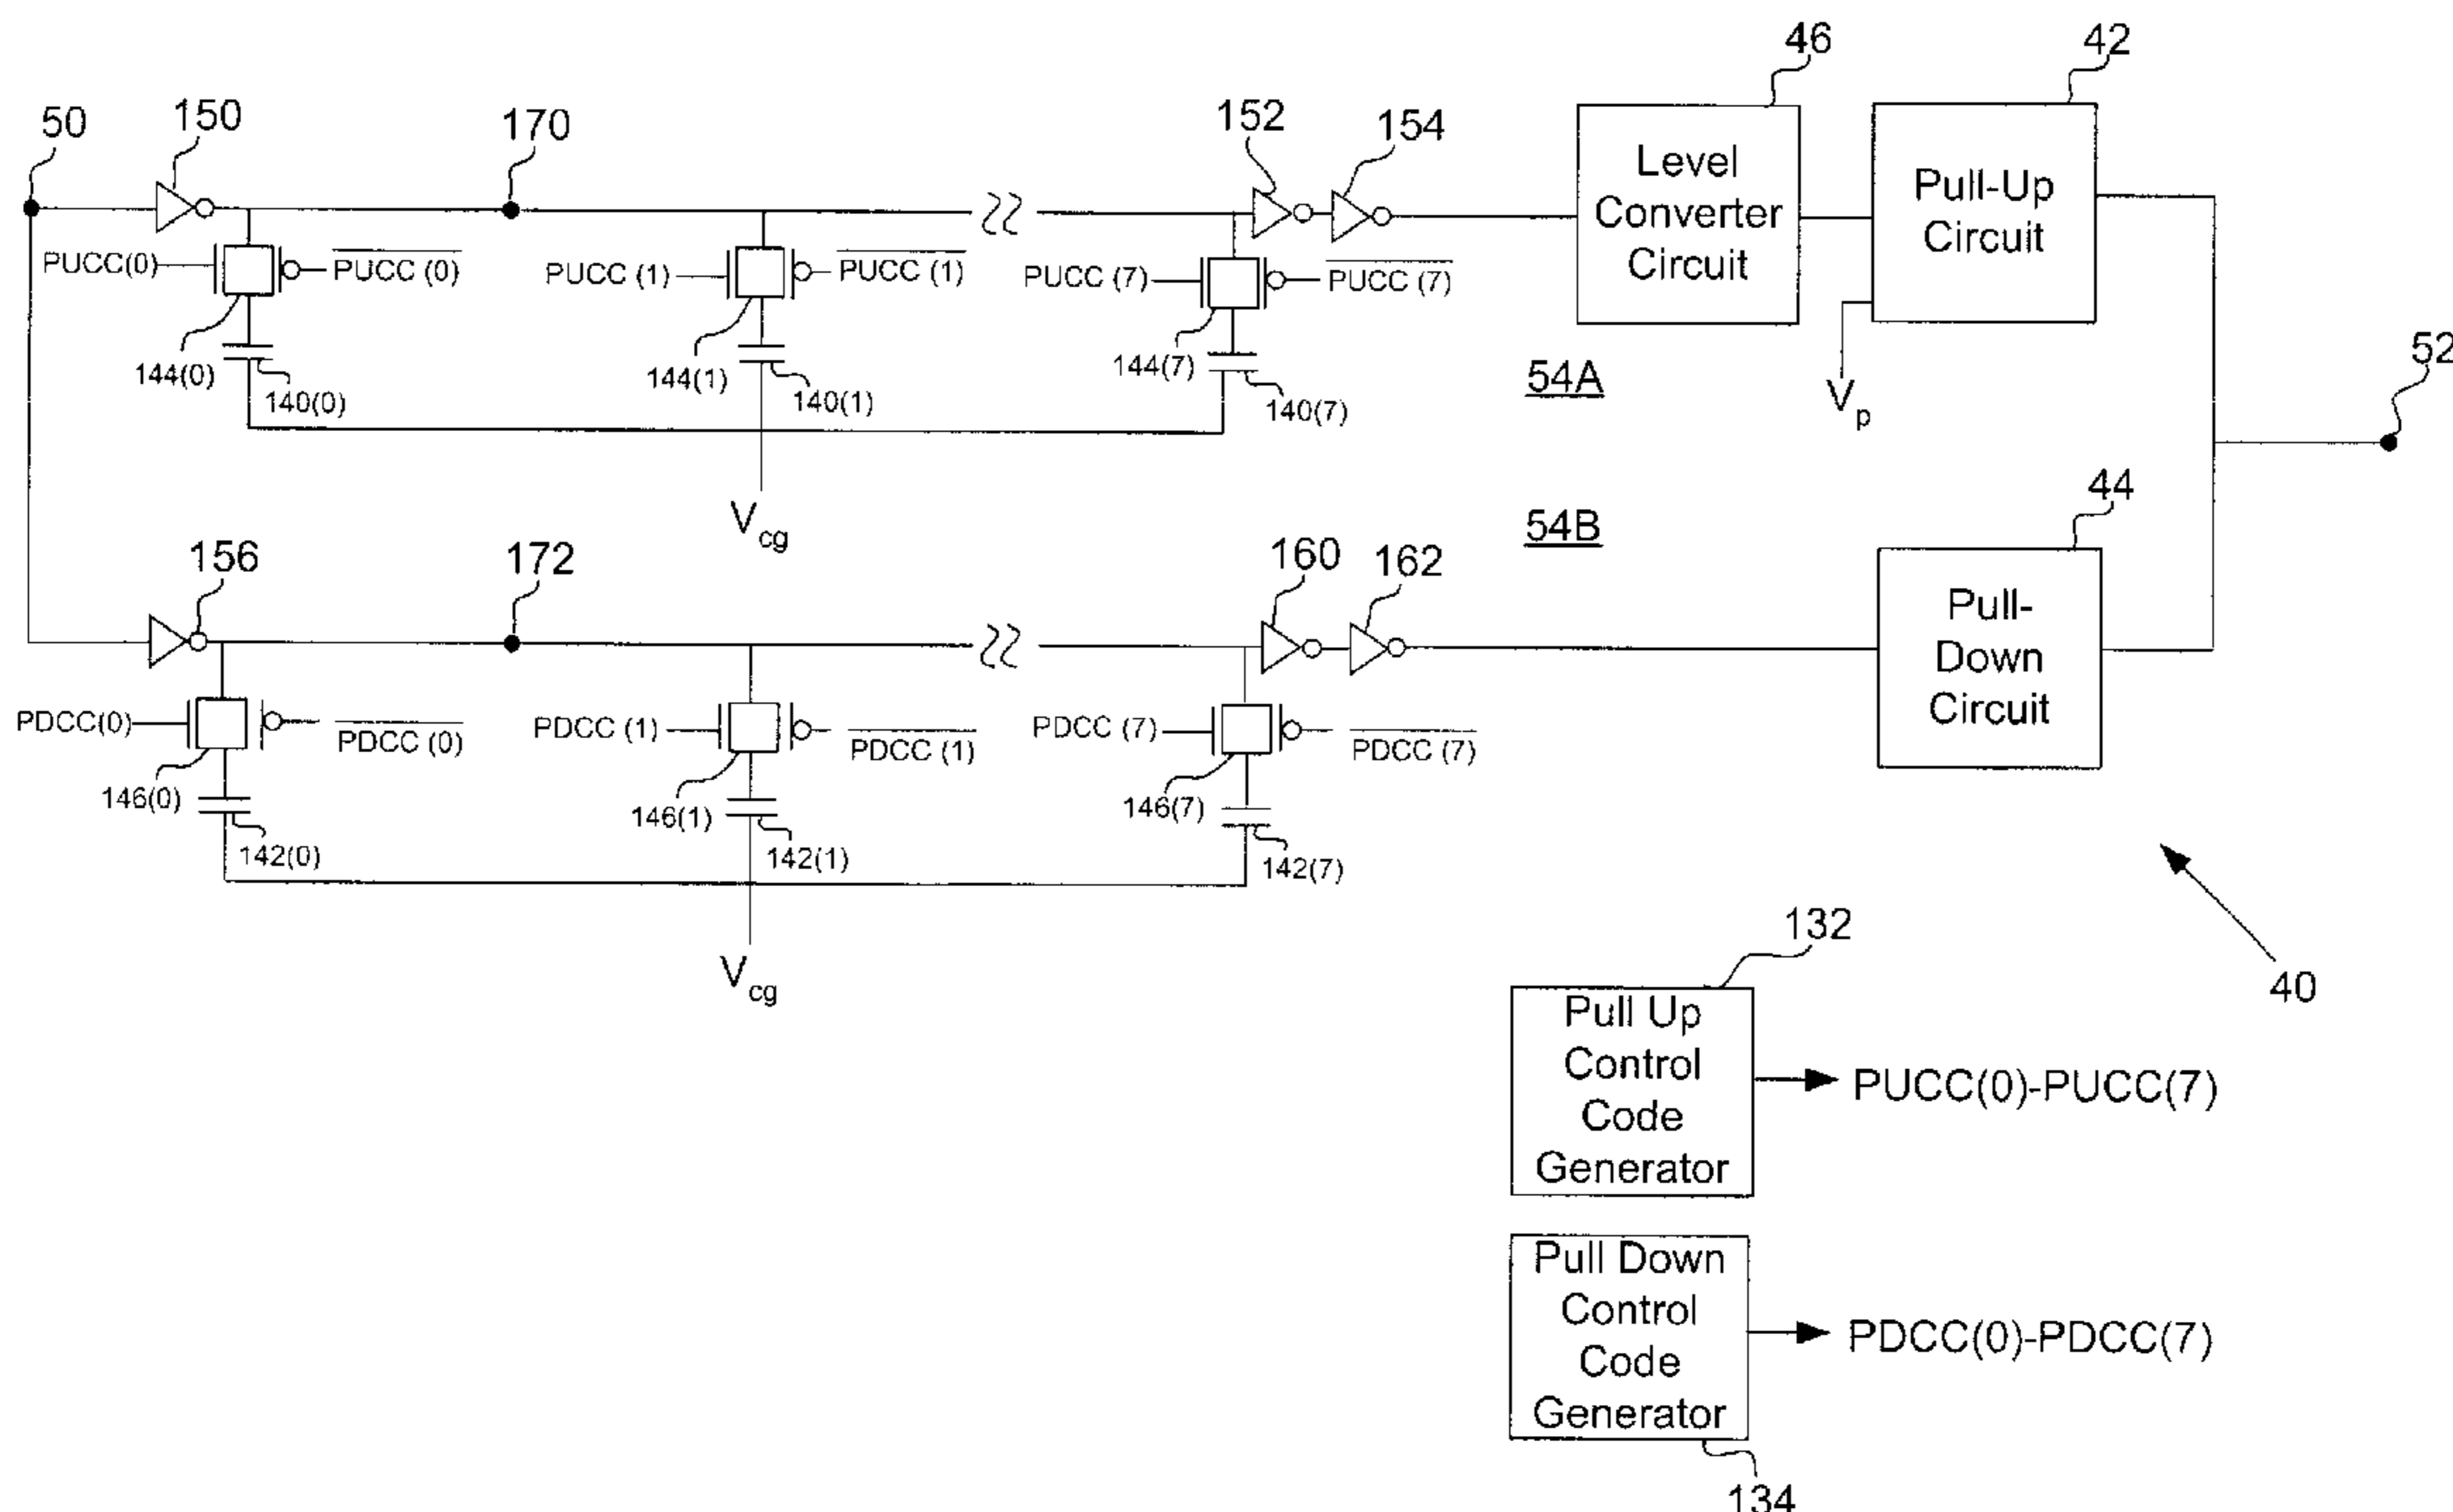 46
42
50
150
170
152
154
Level
Converter
Circuit
Pull-Up
Circuit
PUCC(0)
PUCC (0)
PUCC (1)
PUCC (1)
PUCC (7)
PUCC (7)
144(0)
140(0)
144(1)
140(1)
144(7)
140(7)
54A
Vp
52
Vcg
54B
44
156
172
160
162
Pull-
Down
Circuit
PDCC(0)
PDCC (0)
PDCC (1)
PDCC (1)
PDCC (7)
PDCC (7)
146(0)
142(0)
146(1)
142(1)
146(7)
142(7)
Vcg
132
40
Pull Up
Control
Code
Generator
PUCC(0)-PUCC(7)
Pull Down
Control
Code
Generator
PDCC(0)-PDCC(7)
134